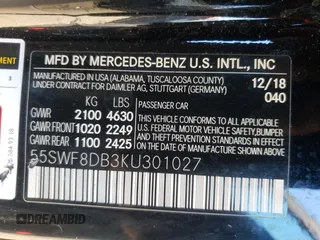 MFD BY MERCEDES-BENZ U.S. INTL., INC
MADE IN USA (ALABAMA, TUSCALOOSA COUNTY)
UNDER CONTRACT FOR DAIMLER AG, STUTTGART (GERMANY)
12/18
040
KG LBS
GVWR 2100 4630
GAWR FRONT 1020 2249
GAWR REAR 1100 2425
PASSENGER CAR
THIS VEHICLE CONFORMS TO ALL APPLICABLE
U.S. FEDERAL MOTOR VEHICLE SAFETY, BUMPER,
AND THEFT PREVENTION STANDARDS IN EFFECT ON
THE DATE OF MANUFACTURE SHOWN ABOVE.
55SWF8DB3KU301027
3
DREAMBID